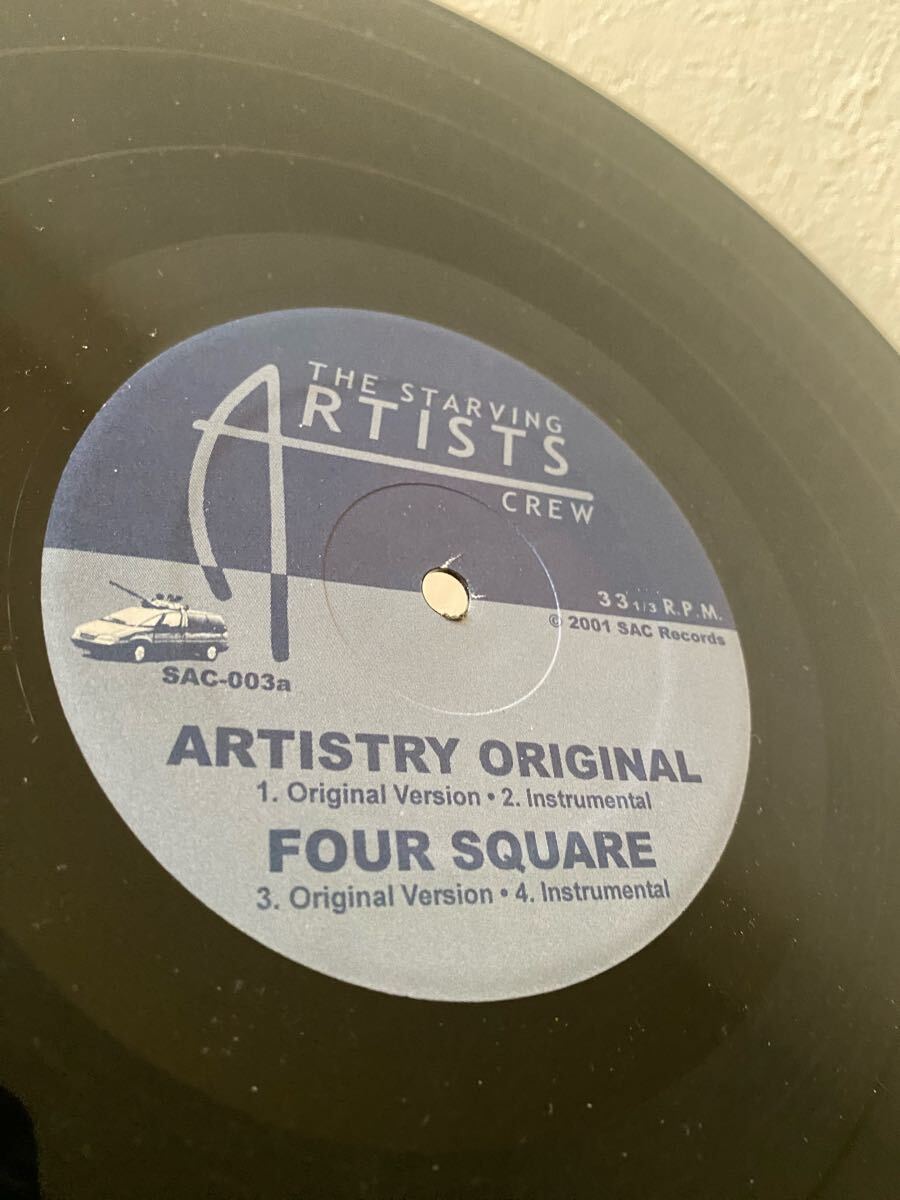 THE STARVING
ARTISTS
CREW
33 1/3 R.P.M.
© 2001 SAC Records
SAC-003a
ARTISTRY ORIGINAL
1. Original Version • 2. Instrumental
FOUR SQUARE
3. Original Version • 4. Instrumental